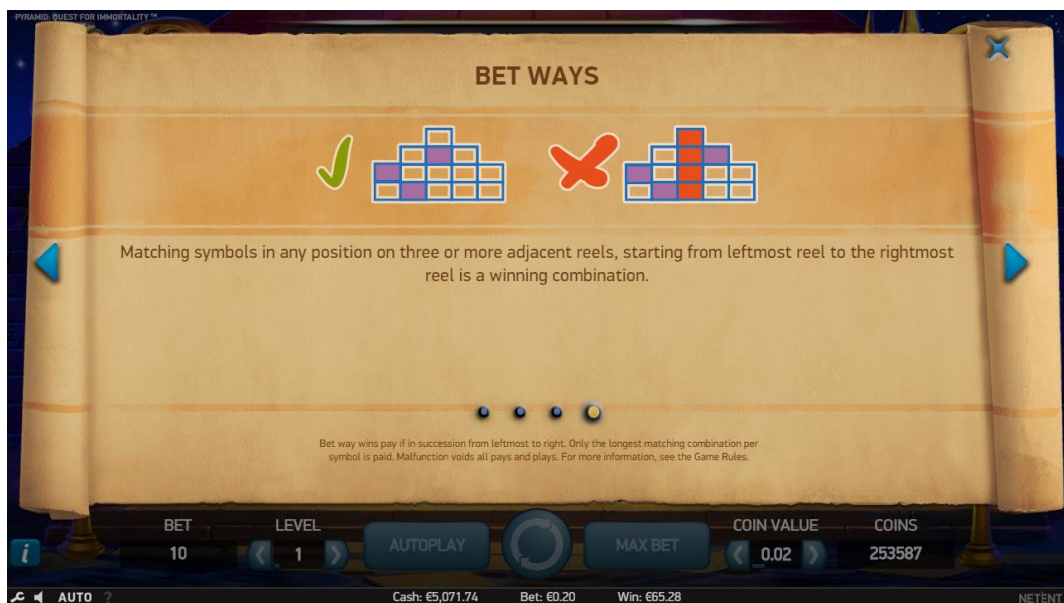 PYRAMID: QUEST FOR IMMORTALITY ™
BET WAYS
Matching symbols in any position on three or more adjacent reels, starting from leftmost reel to the rightmost
reel is a winning combination.
Bet way wins pay if in succession from leftmost to right. Only the longest matching combination per
symbol is paid. Malfunction voids all pays and plays. For more information, see the Game Rules.
BET LEVEL COIN VALUE COINS
10 1 AUTOPLAY MAX BET 0.02 253587
i
AUTO ? Cash: €5,071.74 Bet: €0.20 Win: €65.28 NETENT